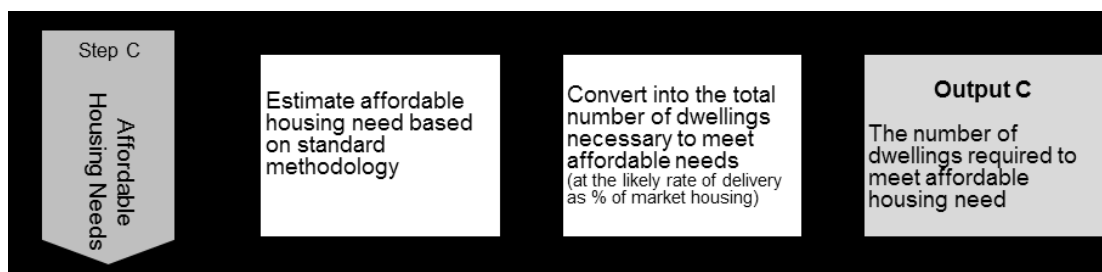 Step C
Affordable
Housing Needs
Estimate affordable
housing need based
on standard
methodology
Convert into the total
number of dwellings
necessary to meet
affordable needs
(at the likely rate of delivery
as % of market housing)
Output C
The number of
dwellings required to
meet affordable
housing need